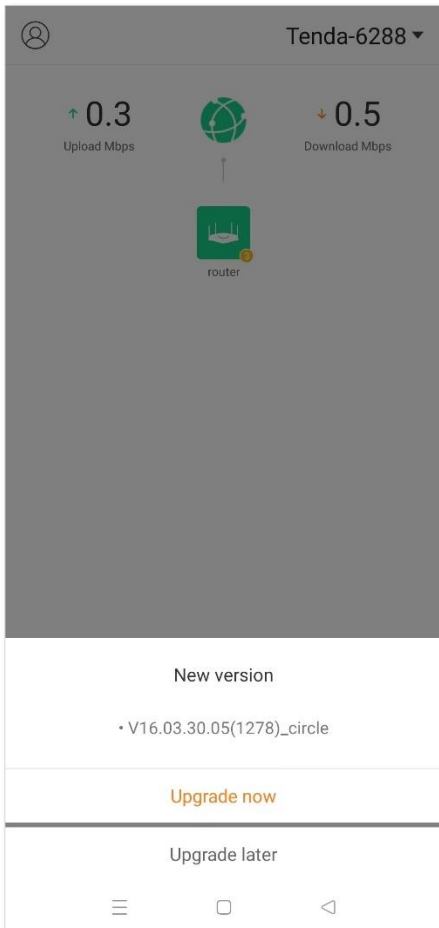 Tenda-6288
0.3
Upload Mbps
0.5
Download Mbps
router
New version
• V16.03.30.05(1278)_circle
Upgrade now
Upgrade later